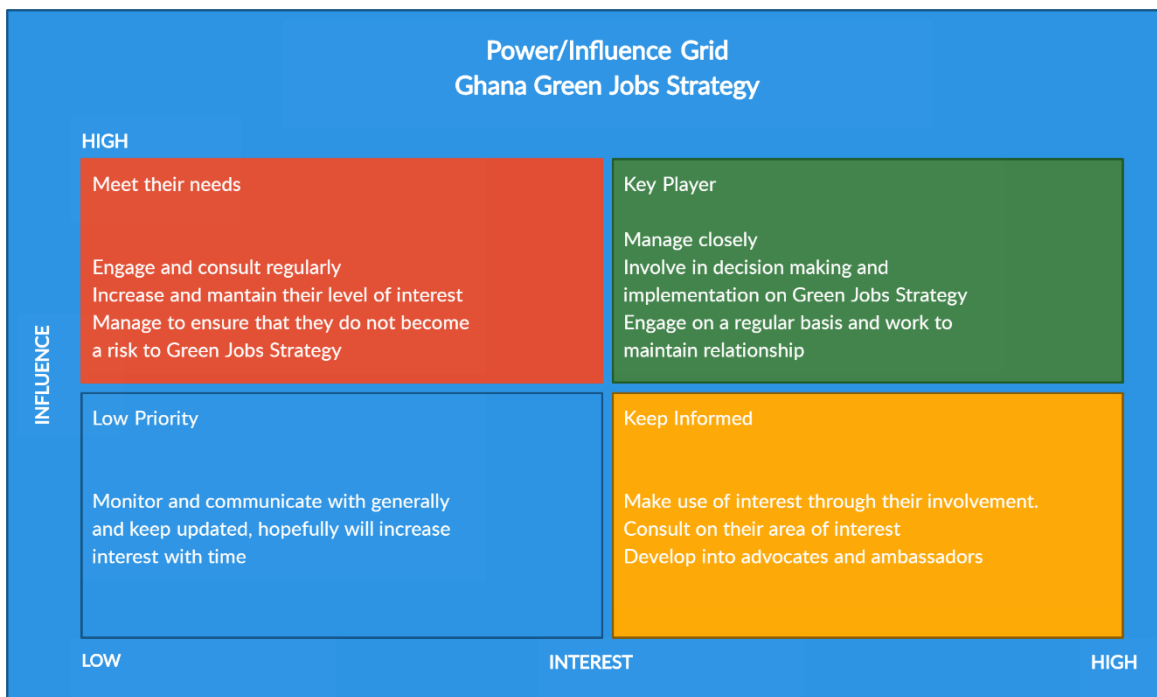 Power/Influence Grid
Ghana Green Jobs Strategy
HIGH
Meet their needs
Engage and consult regularly
Increase and mantain their level of interest
Manage to ensure that they do not become
a risk to Green Jobs Strategy
Key Player
Manage closely
Involve in decision making and
implementation on Green Jobs Strategy
Engage on a regular basis and work to
maintain relationship
INFLUENCE
Low Priority
Monitor and communicate with generally
and keep updated, hopefully will increase
interest with time
Keep Informed
Make use of interest through their involvement.
Consult on their area of interest
Develop into advocates and ambassadors
LOW
INTEREST
HIGH